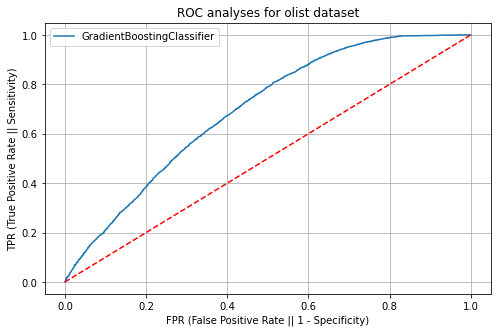 ROC analyses for olist dataset
GradientBoostingClassifier
TPR (True Positive Rate || Sensitivity)
1.0
0.8
0.6
0.4
0.2
0.0
0.0 0.2 0.4 0.6 0.8 1.0
FPR (False Positive Rate || 1 - Specificity)